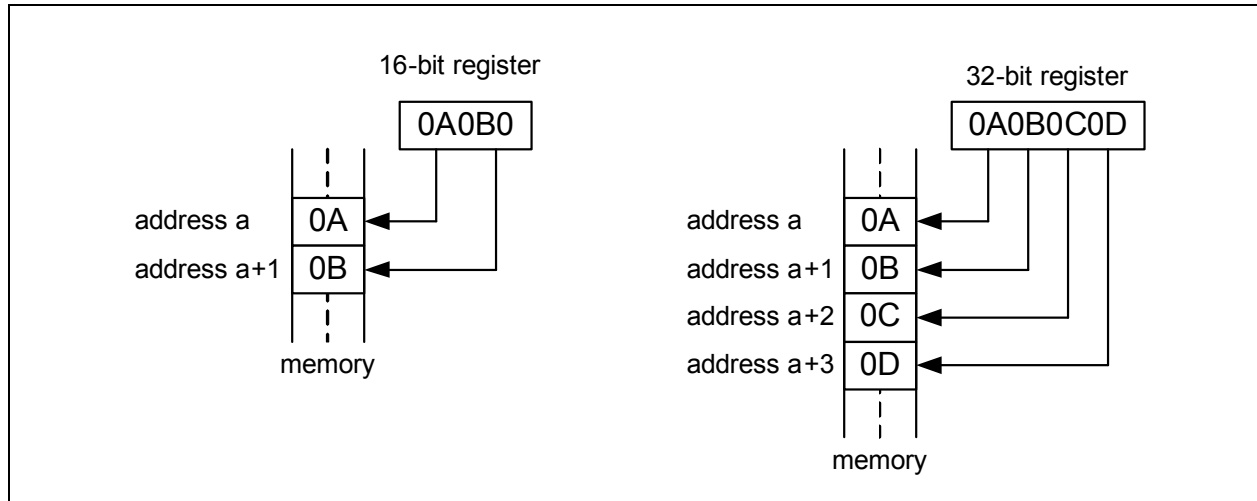 16-bit register
0A0B0
address a
0A
address a+1
0B
memory
32-bit register
0A0B0C0D
address a
0A
address a+1
0B
address a+2
0C
address a+3
0D
memory